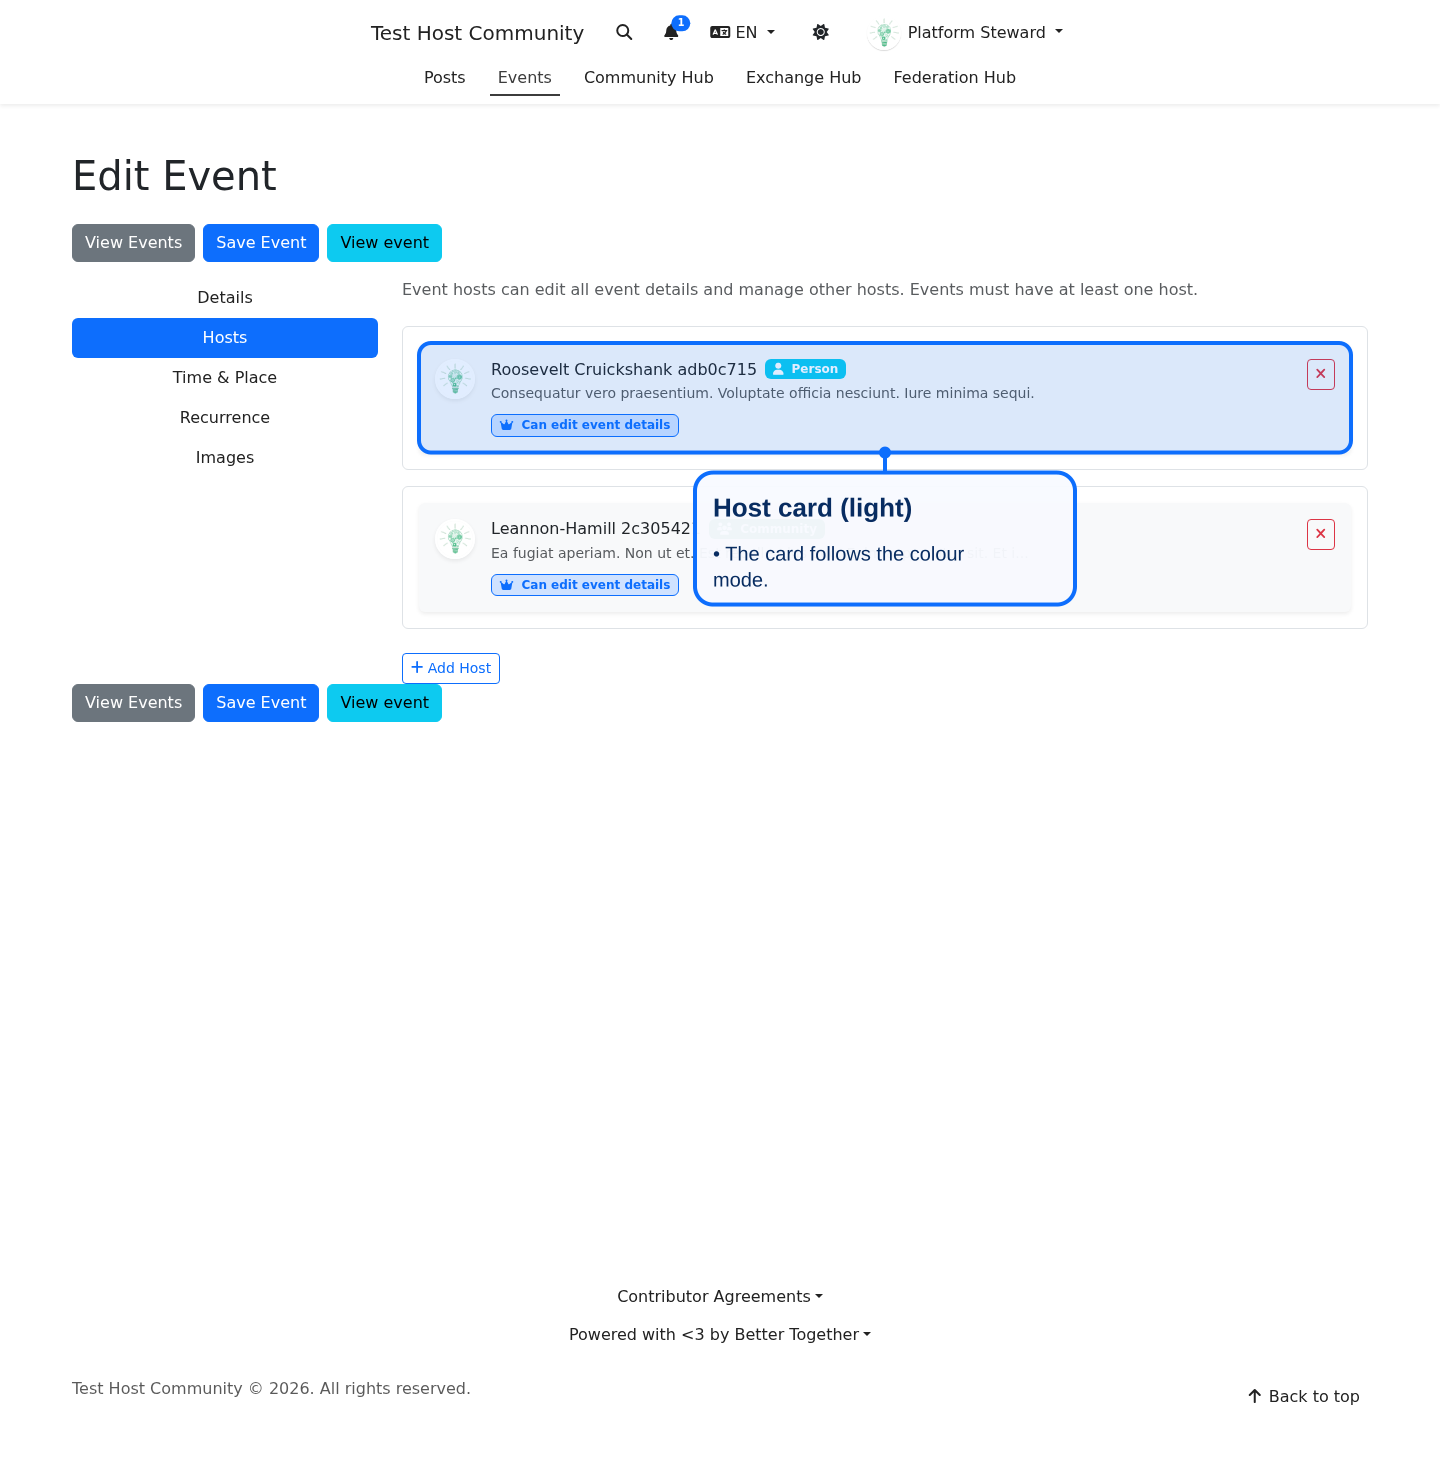 Test Host Community
1
EN
Platform Steward
Posts
Events
Community Hub
Exchange Hub
Federation Hub
Edit Event
View Events
Save Event
View event
Details
Hosts
Time & Place
Recurrence
Images
Event hosts can edit all event details and manage other hosts. Events must have at least one host.
Roosevelt Cruickshank adb0c715
Person
Consequatur vero praesentium. Voluptate officia nesciunt. Iure minima sequi.
Can edit event details
Host card (light)
• The card follows the colour
mode.
Leannon-Hamill 2c30542
Community
Ea fugiat aperiam. Non ut et.
Can edit event details
Add Host
View Events
Save Event
View event
Contributor Agreements
Powered with <3 by Better Together
Test Host Community © 2026. All rights reserved.
Back to top